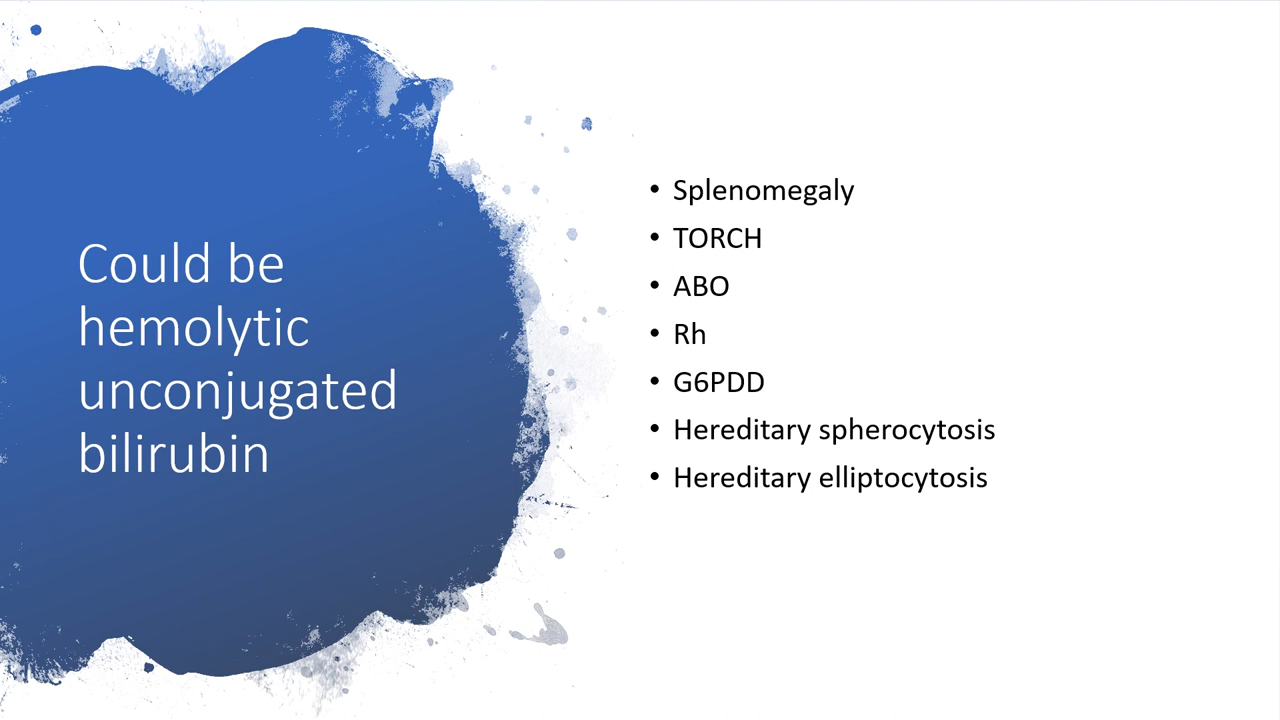 Could be
hemolytic
unconjugated
bilirubin
• Splenomegaly
• TORCH
• ABO
• Rh
• G6PDD
• Hereditary spherocytosis
• Hereditary elliptocytosis